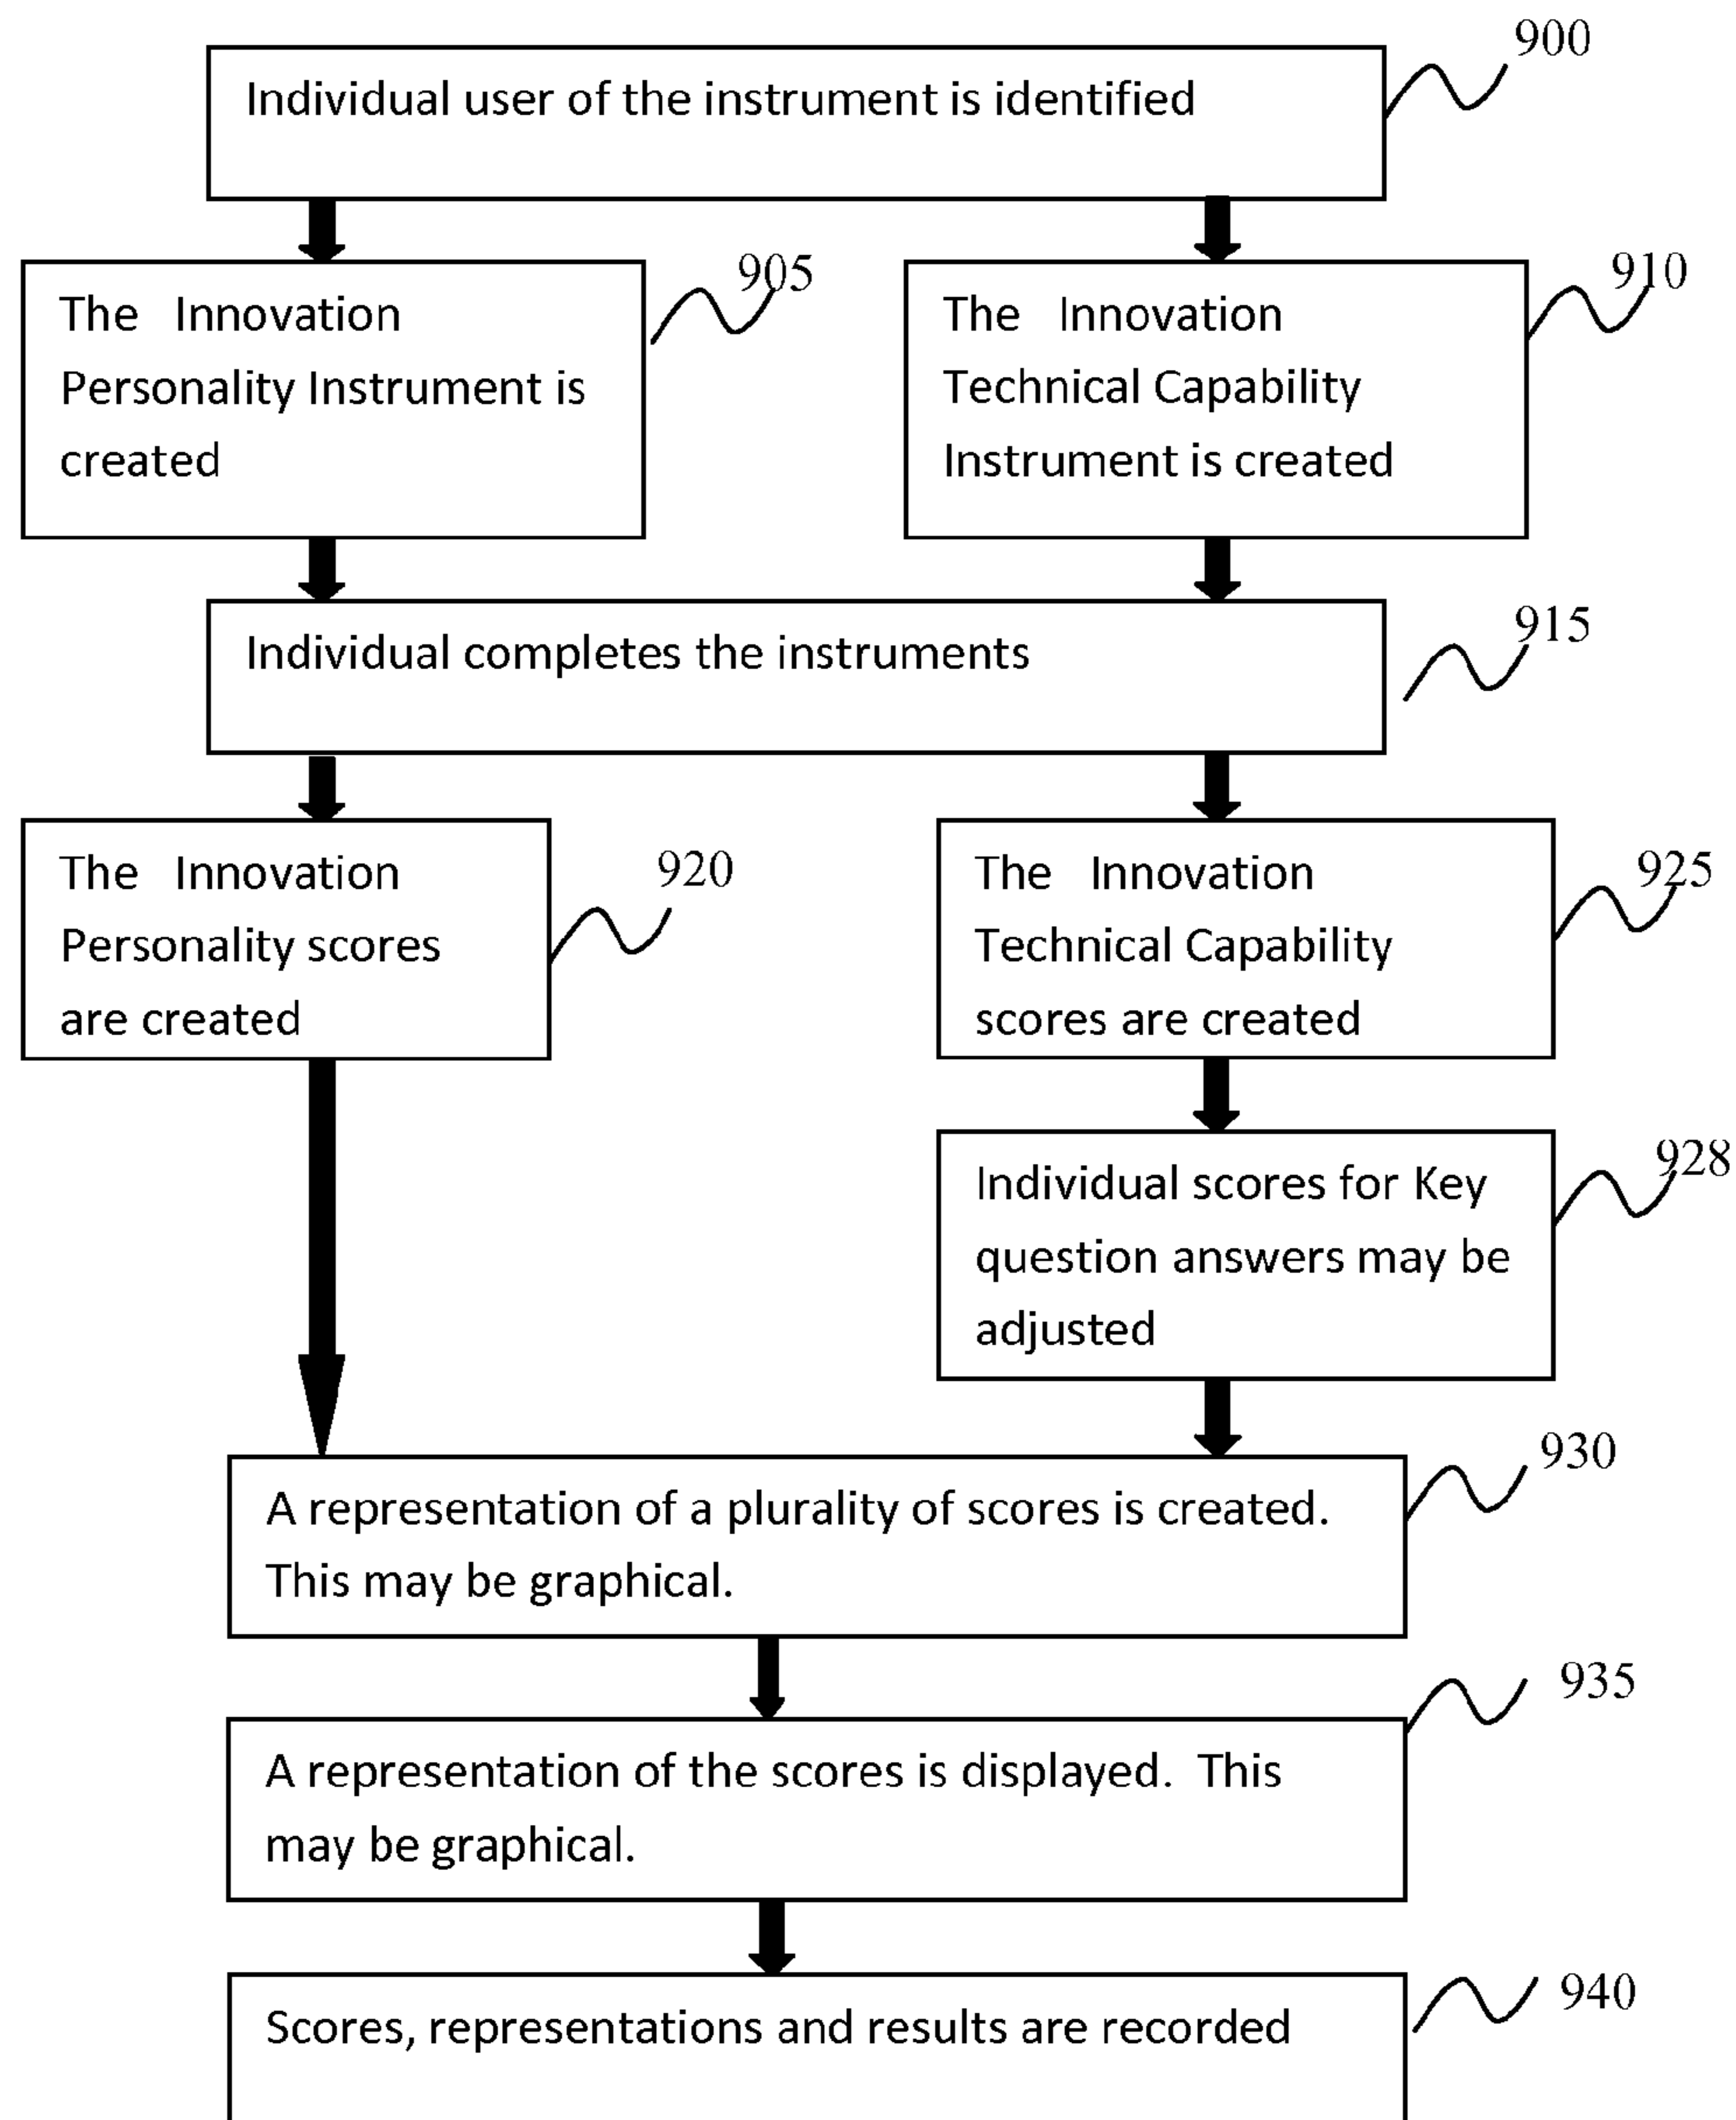 900
Individual user of the instrument is identified
905
The Innovation
Personality Instrument is
created
910
The Innovation
Technical Capability
Instrument is created
915
Individual completes the instruments
920
The Innovation
Personality scores
are created
925
The Innovation
Technical Capability
scores are created
928
Individual scores for Key
question answers may be
adjusted
930
A representation of a plurality of scores is created.
This may be graphical.
935
A representation of the scores is displayed. This
may be graphical.
940
Scores, representations and results are recorded